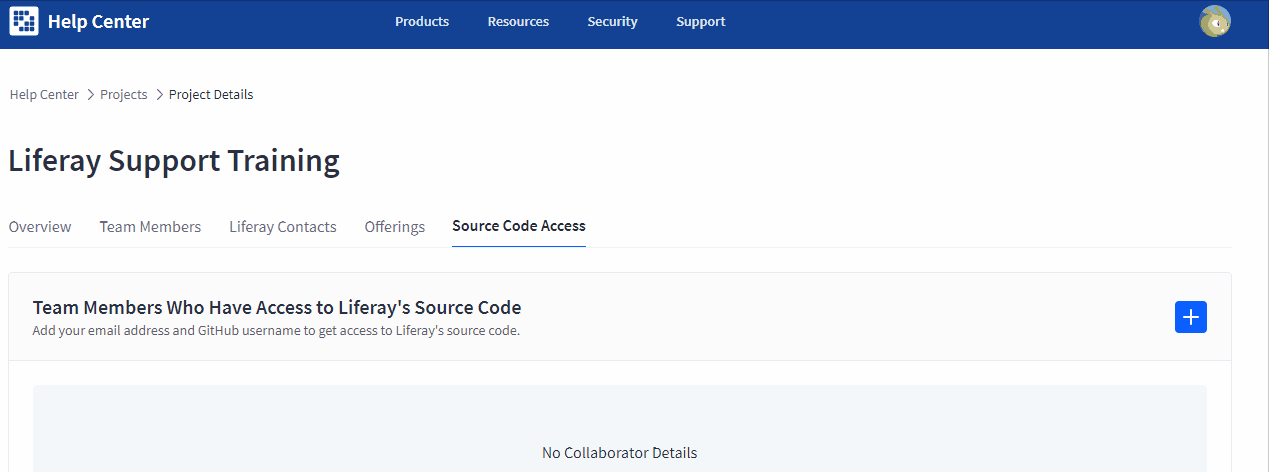 Help Center Products Resources Security Support
Help Center > Projects > Project Details
Liferay Support Training
Overview Team Members Liferay Contacts Offerings Source Code Access
Team Members Who Have Access to Liferay's Source Code
Add your email address and GitHub username to get access to Liferay's source code.
No Collaborator Details